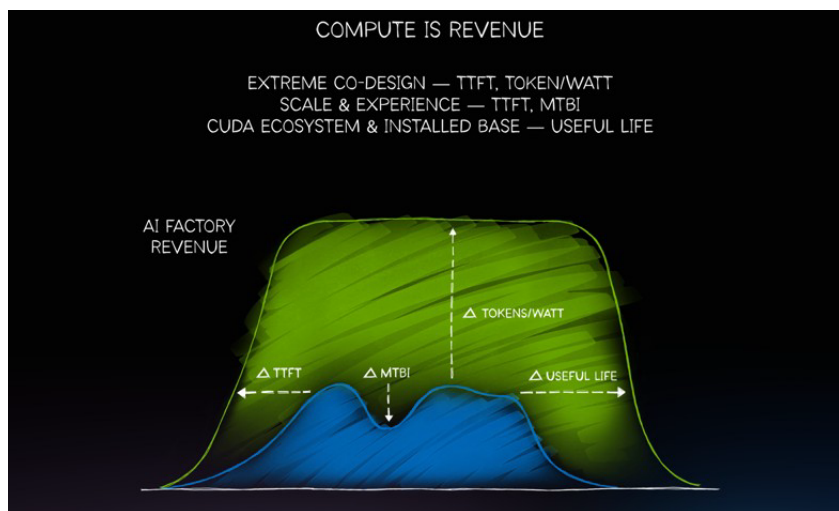 COMPUTE IS REVENUE
EXTREME CO-DESIGN — TTFT, TOKEN/WATT
SCALE & EXPERIENCE — TTFT, MTBI
CUDA ECOSYSTEM & INSTALLED BASE — USEFUL LIFE
AI FACTORY
REVENUE
△ TOKENS/WATT
△ TTFT
△ MTBI
△ USEFUL LIFE